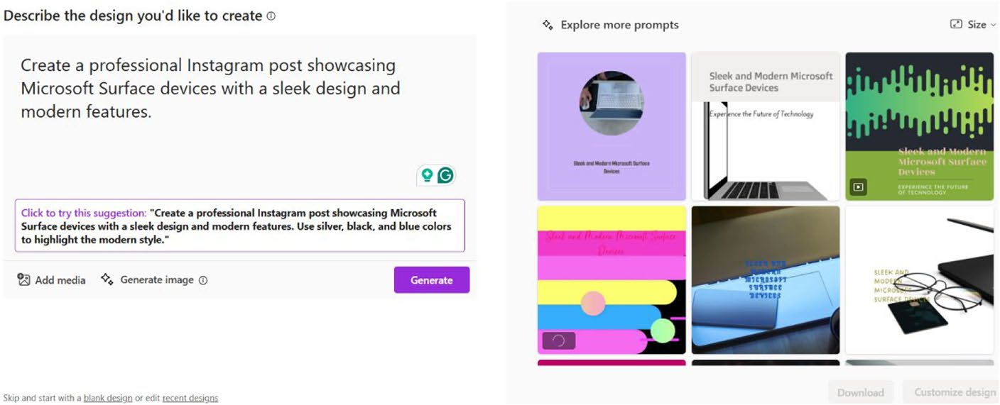 Describe the design you'd like to create
Create a professional Instagram post showcasing
Microsoft Surface devices with a sleek design and
modern features.
Click to try this suggestion: "Create a professional Instagram post showcasing Microsoft
Surface devices with a sleek design and modern features. Use silver, black, and blue colors
to highlight the modern style."
Add media
Generate image
Generate
Skip and start with a blank design or edit recent designs
Explore more prompts
Size
Sleek and Modern Microsoft Surface
Devices
Sleek and Modern Microsoft
Surface Devices
Experience the Future of Technology
Sleek and Modern
Microsoft Surface
Devices
EXPERIENCE THE FUTURE
OF TECHNOLOGY
Sleek and Modern Microsoft Surface
Devices
SLEEK AND
MODERN
MICROSOFT
SURFACE
DEVICES
SLEEK AND
MODERN
MICROSOFT
SURFACE DEVICES
Download
Customize design